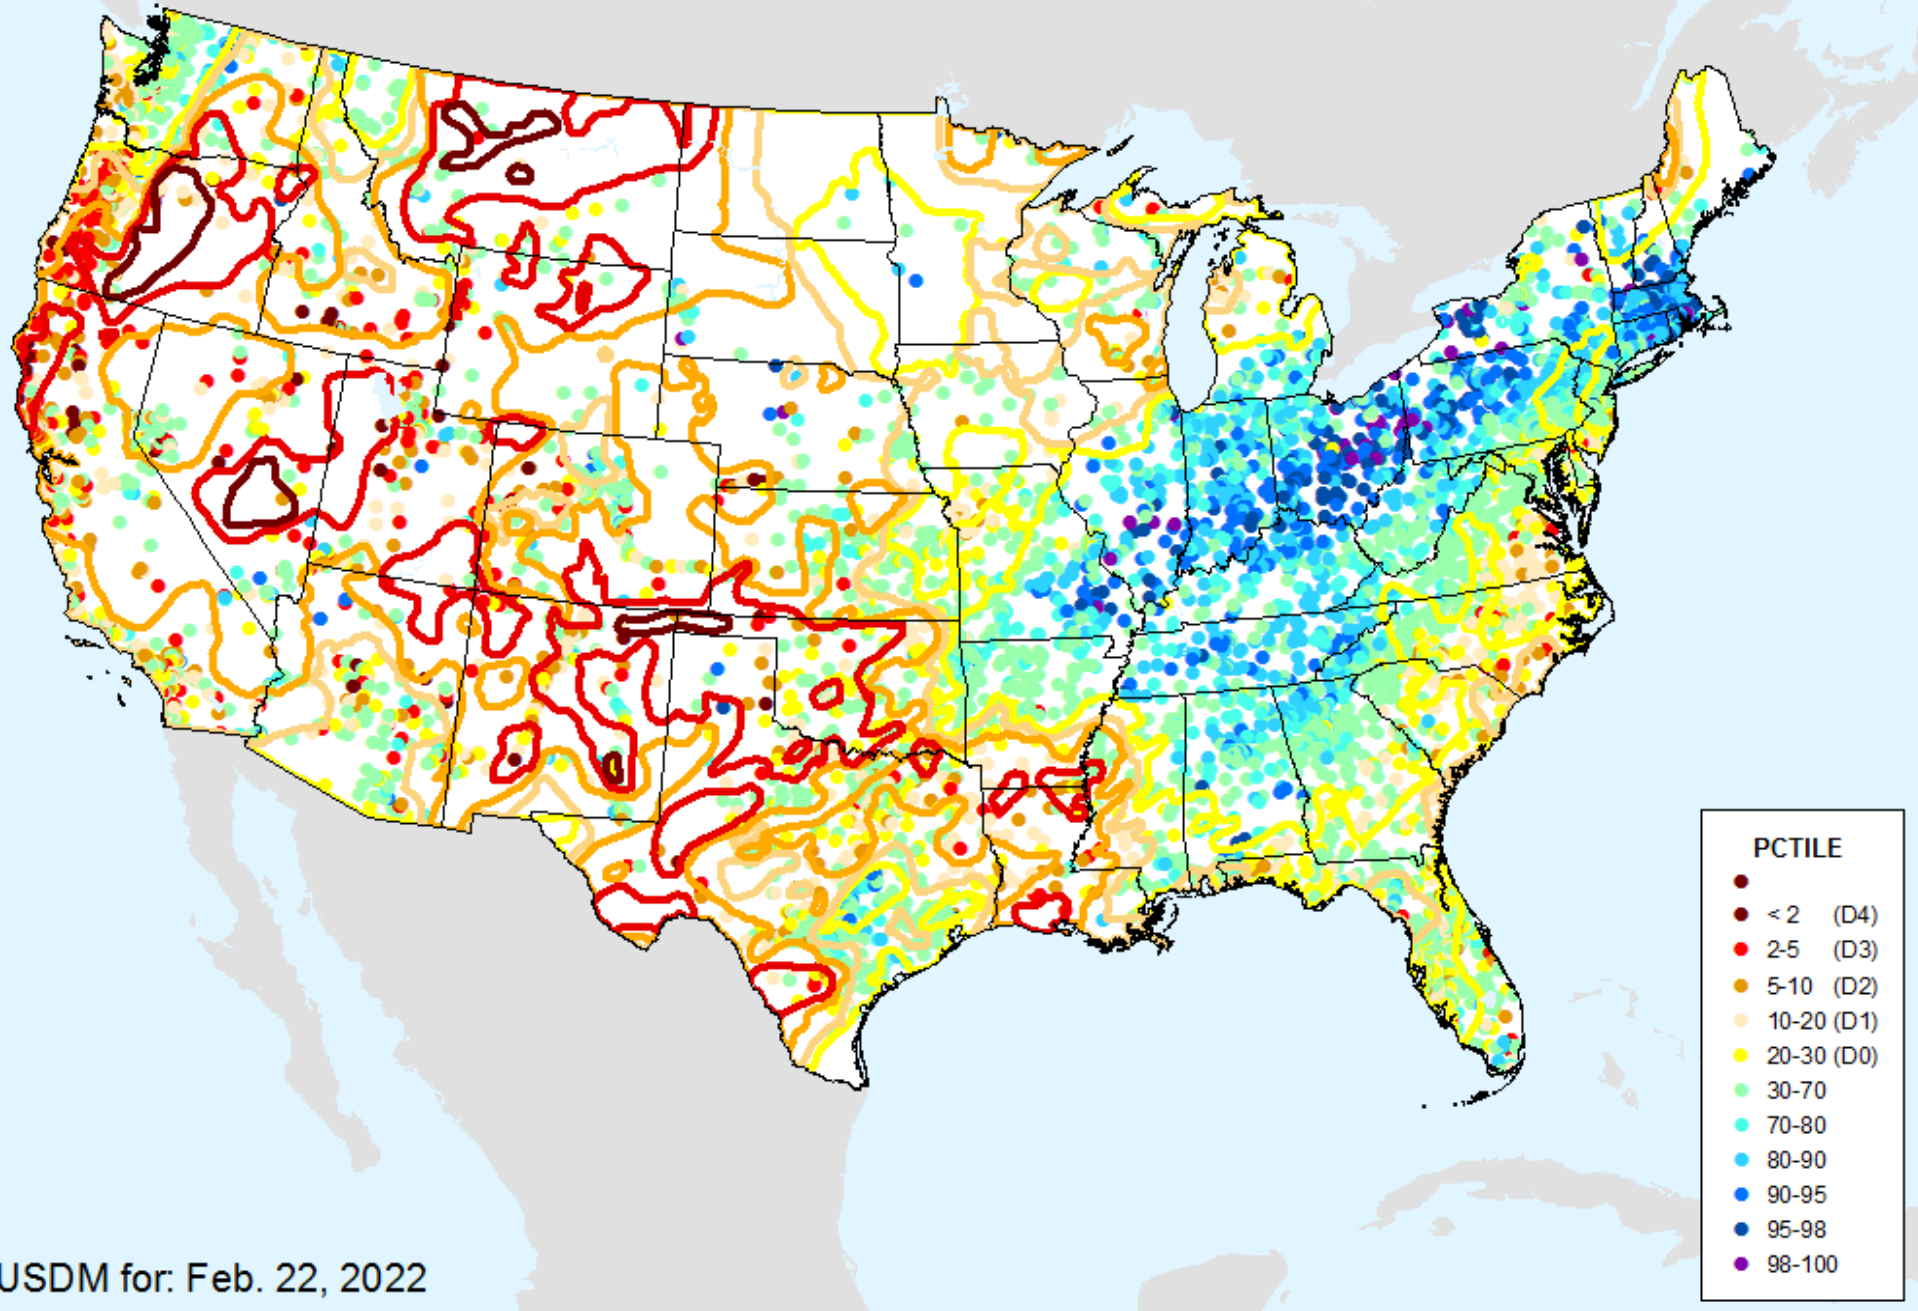 PCTILE
< 2 (D4)
2-5 (D3)
5-10 (D2)
10-20 (D1)
20-30 (D0)
30-70
70-80
80-90
90-95
95-98
98-100
USDM for: Feb. 22, 2022